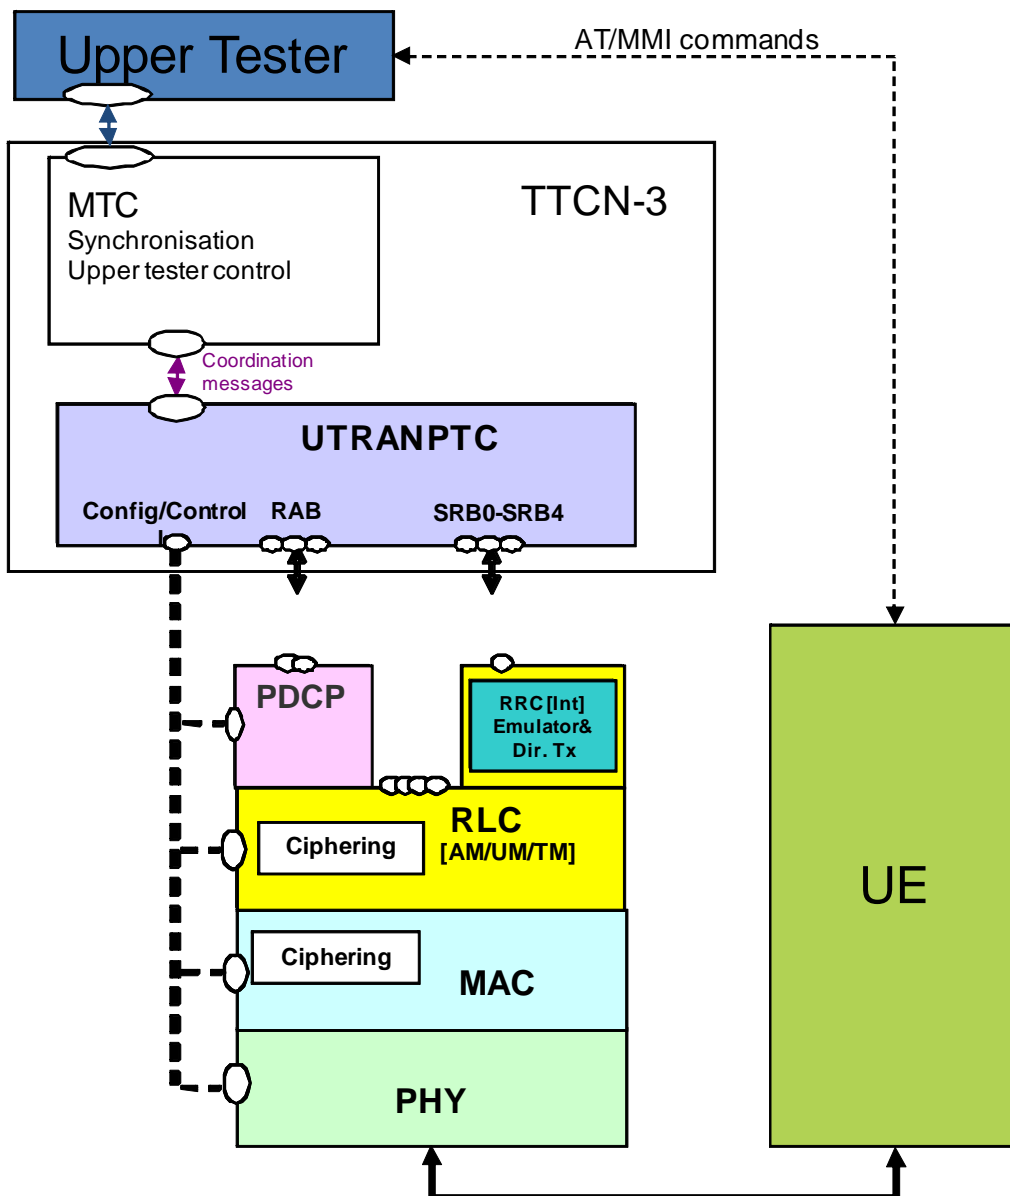 Upper Tester
AT/MMI commands
TTCN-3
MTC
Synchronisation
Upper tester control
Coordination
messages
UTRANPTC
Config/Control
RAB
SRB0-SRB4
PDCP
RRC[Int]
Emulator&
Dir. Tx
RLC
[AM/UM/TM]
Ciphering
Ciphering
MAC
PHY
UE